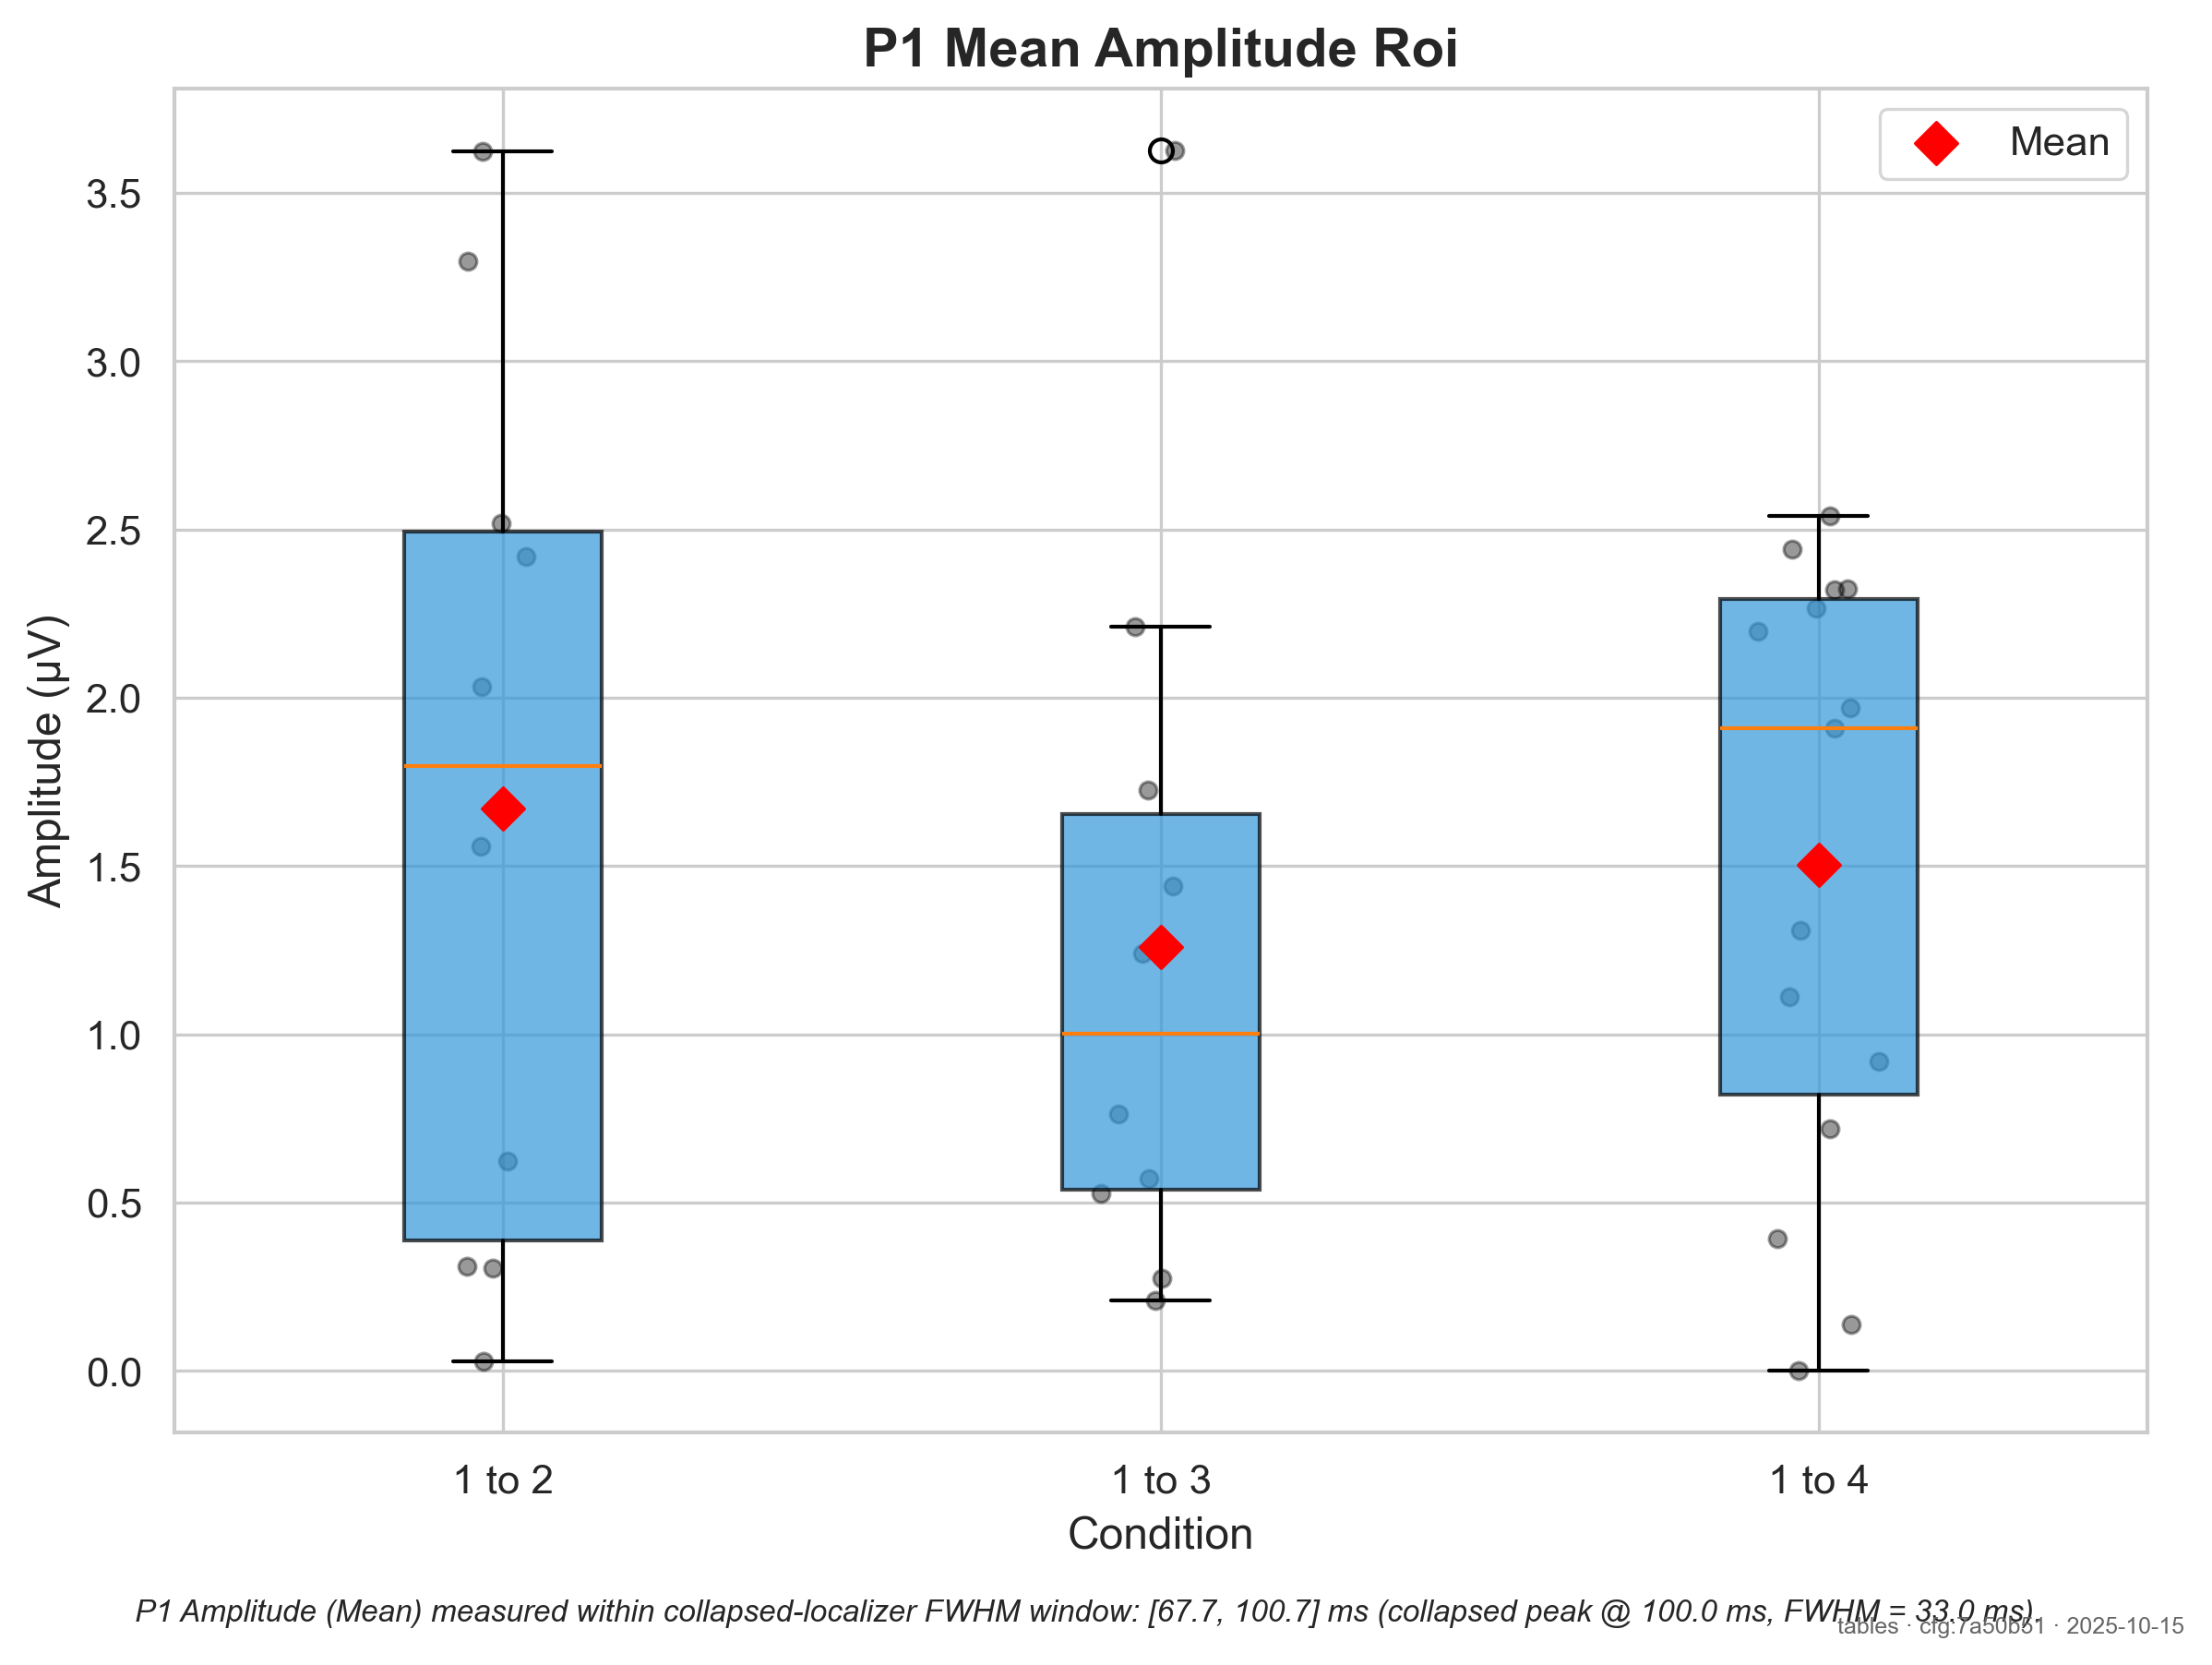 P1 Mean Amplitude Roi
Mean
Amplitude (µV)
3.5
3.0
2.5
2.0
1.5
1.0
0.5
0.0
1 to 2
1 to 3
1 to 4
Condition
P1 Amplitude (Mean) measured within collapsed-localizer FWHM window: [67.7, 100.7] ms (collapsed peak @ 100.0 ms, FWHM = 33.0 ms).
tables · cfg:7a50b51 · 2025-10-15